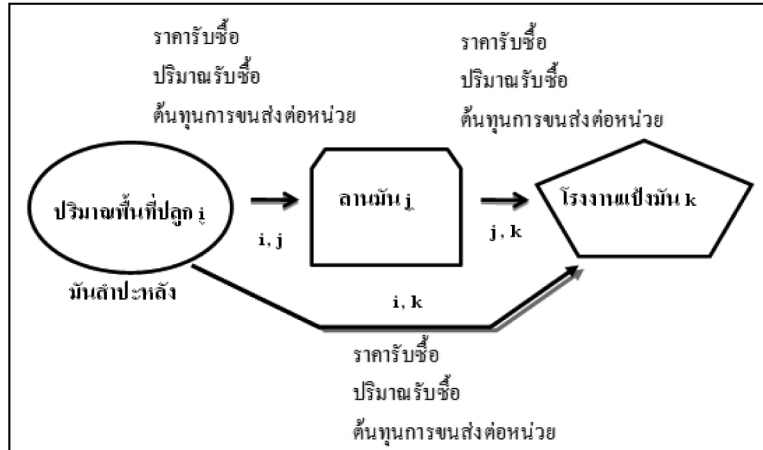 ราคารับซื้อ
ปริมาณรับซื้อ
ต้นทุนการขนส่งต่อหน่วย
ราคารับซื้อ
ปริมาณรับซื้อ
ต้นทุนการขนส่งต่อหน่วย
ปริมาณพื้นที่ปลูก i
ลานมัน j
โรงงานแป้งมัน k
i, j
j, k
มันสำปะหลัง
i, k
ราคารับซื้อ
ปริมาณรับซื้อ
ต้นทุนการขนส่งต่อหน่วย